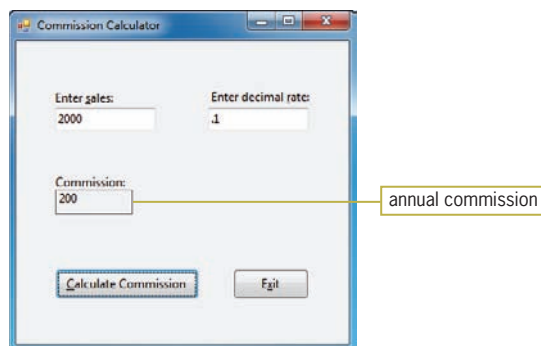 Commission Calculator
Enter sales: Enter decimal rate:
2000 .1
Commission:
200
annual commission
Calculate Commission Exit